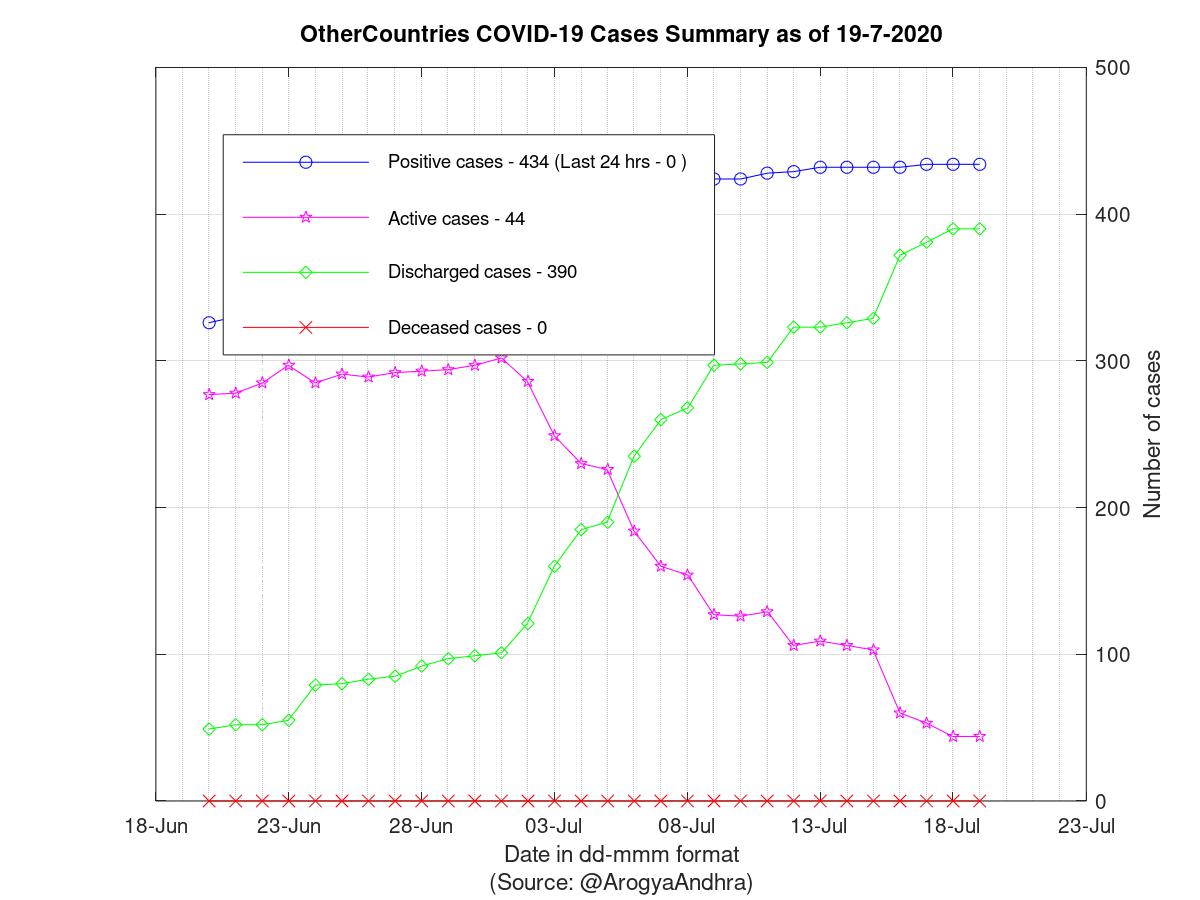 OtherCountries COVID-19 Cases Summary as of 19-7-2020
500
400
300
200
100
0
Number of cases
Positive cases - 434 (Last 24 hrs - 0 )
Active cases - 44
Discharged cases - 390
Deceased cases - 0
18-Jun 23-Jun 28-Jun 03-Jul 08-Jul 13-Jul 18-Jul 23-Jul
Date in dd-mmm format
(Source: @ArogyaAndhra)